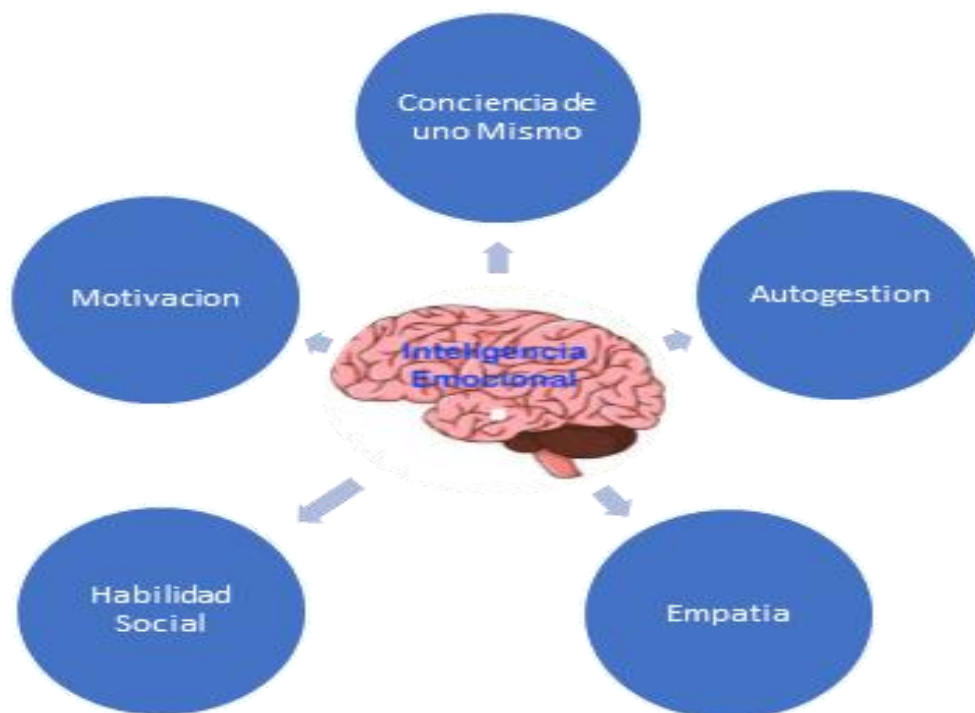 Conciencia de
uno Mismo
Motivacion
Autogestion
Inteligencia
Emocional
Habilidad
Social
Empatia